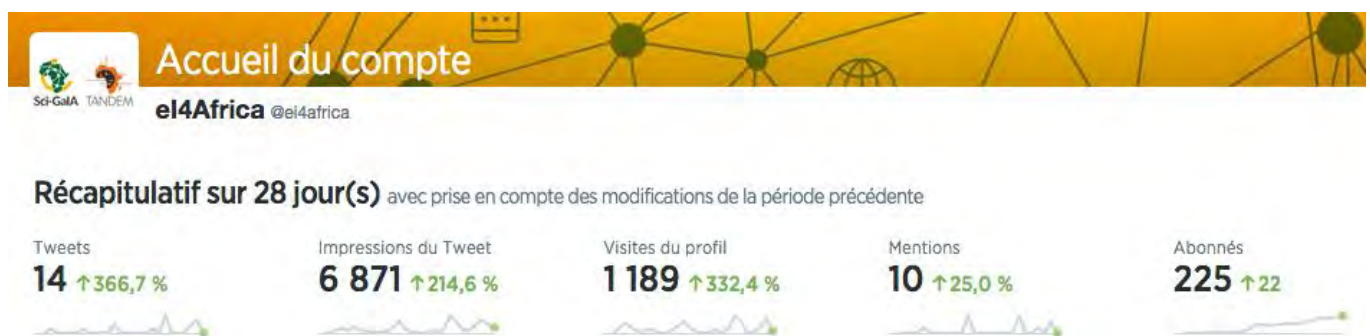 Accueil du compte
Sci-GaIA TANDEM
eI4Africa @ei4africa
Récapitulatif sur 28 jour(s) avec prise en compte des modifications de la période précédente
Tweets Impressions du Tweet Visites du profil Mentions Abonnés
14 ↑366,7 % 6 871 ↑214,6 % 1 189 ↑332,4 % 10 ↑25,0 % 225 ↑22